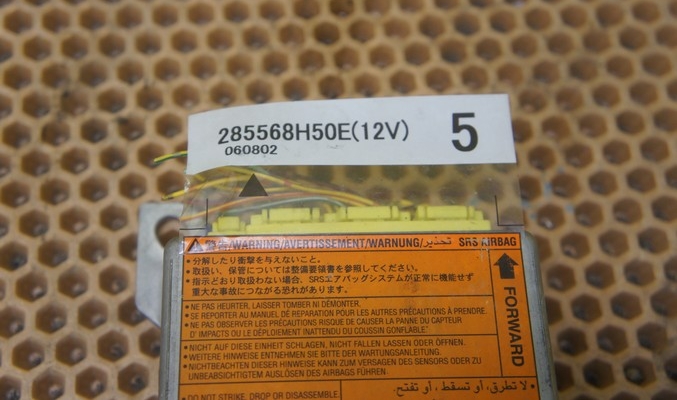 285568H50E(12V) 5
060802
警告/WARNING/AVERTISSEMENT/WARNUNG/تحذير SRS AIRBAG
・分解したり衝撃を与えないこと。
・取扱い、保管については整備要領書を参照してください。
・指示どおり取扱わない場合、SRSエアバッグシステムが正常に機能せず
重大な事故につながる恐れがあります。
FORWARD
・NE PAS HEURTER, LAISSER TOMBER NI DÉMONTER.
・SE REPORTER AU MANUEL DE RÉPARATION POUR LES AUTRES PRÉCAUTIONS À PRENDRE.
・NE PAS OBSERVER LES PRÉCAUTIONS RISQUE DE CAUSER LA PANNE DU CAPTEUR
D'IMPACTS OU LE DÉPLOIEMENT INATTENDU DU COUSSIN GONFLABLE.
・NICHT AUF DIESE EINHEIT SCHLAGEN, NICHT FALLEN LASSEN ODER ÖFFNEN.
・WEITERE HINWEISE ENTNEHMEN SIE BITTE DER WARTUNGSANLEITUNG.
・NICHTBEACHTEN DIESER HINWEISE KANN ZUM VERSAGEN DES SENSORS ODER ZU
UNBEABSICHTIGTEM AUSLÖSEN DES AIRBAGS FÜHREN.
・DO NOT STRIKE, DROP OR DISASSEMBLE.
・لا تطرق، أو تسقط، أو تفتح.